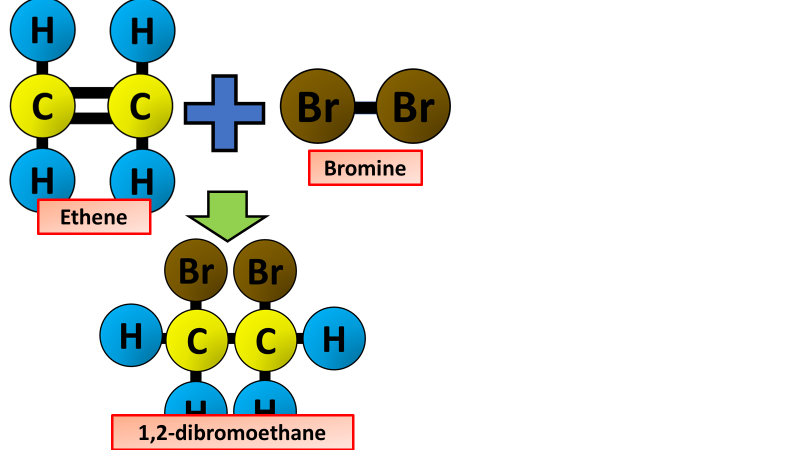 H H
C C Br Br
H H
Bromine
Ethene
Br Br
H C C H
H H
1,2-dibromoethane